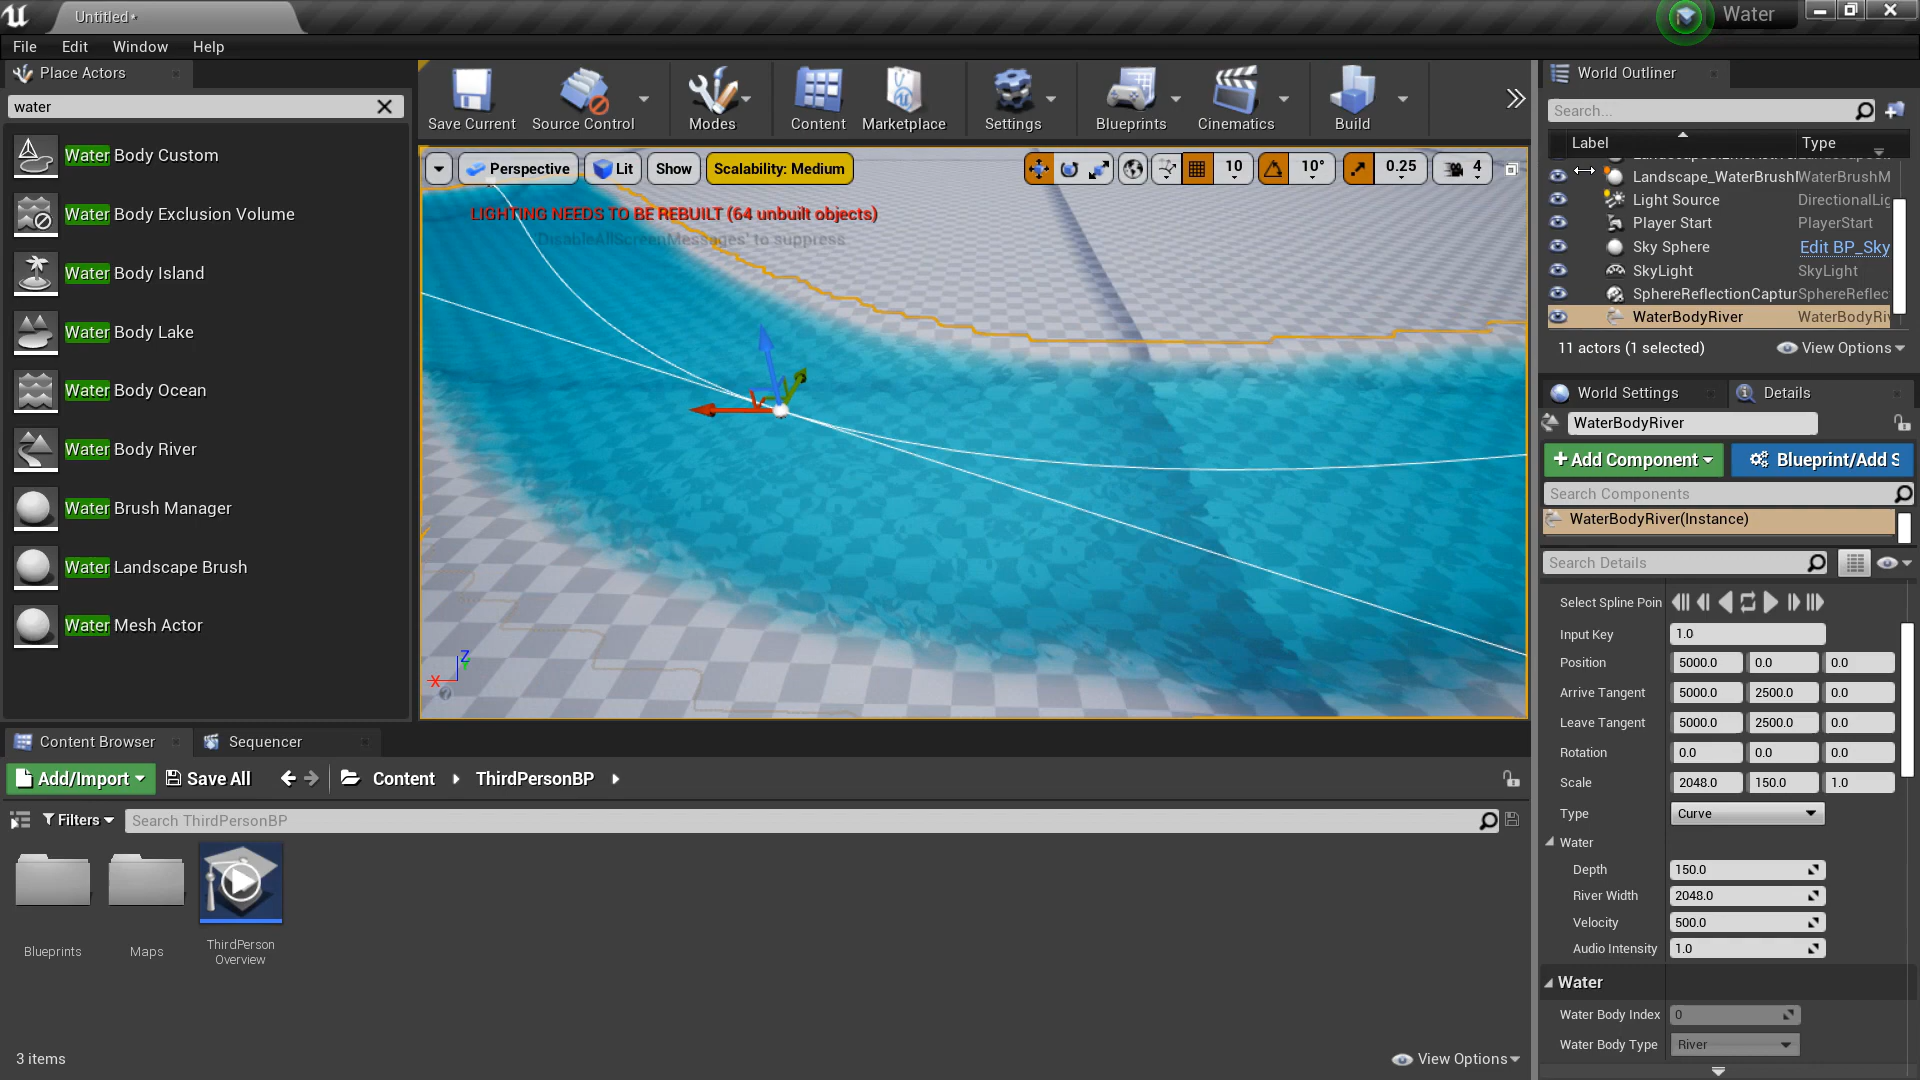 Untitled*
Water
File Edit Window Help
Place Actors
water
Water Body Custom
Water Body Exclusion Volume
Water Body Island
Water Body Lake
Water Body Ocean
Water Body River
Water Brush Manager
Water Landscape Brush
Water Mesh Actor
Save Current
Source Control
Modes
Content
Marketplace
Settings
Blueprints
Cinematics
Build
Perspective
Lit
Show
Scalability: Medium
10
10°
0.25
4
LIGHTING NEEDS TO BE REBUILT (64 unbuilt objects)
'DisableAllScreenMessages' to suppress
Z
X
World Outliner
Search...
Label Type
Landscape_WaterBrushM WaterBrushM
Light Source DirectionalLig
Player Start PlayerStart
Sky Sphere Edit BP_Sky
SkyLight SkyLight
SphereReflectionCaptur SphereReflec
WaterBodyRiver WaterBodyRiv
11 actors (1 selected) View Options
World Settings Details
WaterBodyRiver
+Add Component Blueprint/Add S
Search Components
WaterBodyRiver(Instance)
Search Details
Select Spline Poin
Input Key 1.0
Position 5000.0 0.0 0.0
Arrive Tangent 5000.0 2500.0 0.0
Leave Tangent 5000.0 2500.0 0.0
Rotation 0.0 0.0 0.0
Scale 2048.0 150.0 1.0
Type Curve
Water
Depth 150.0
River Width 2048.0
Velocity 500.0
Audio Intensity 1.0
Water
Water Body Index 0
Water Body Type River
Content Browser Sequencer
Add/Import Save All Content ThirdPersonBP
Filters Search ThirdPersonBP
Blueprints
Maps
ThirdPerson
Overview
3 items View Options